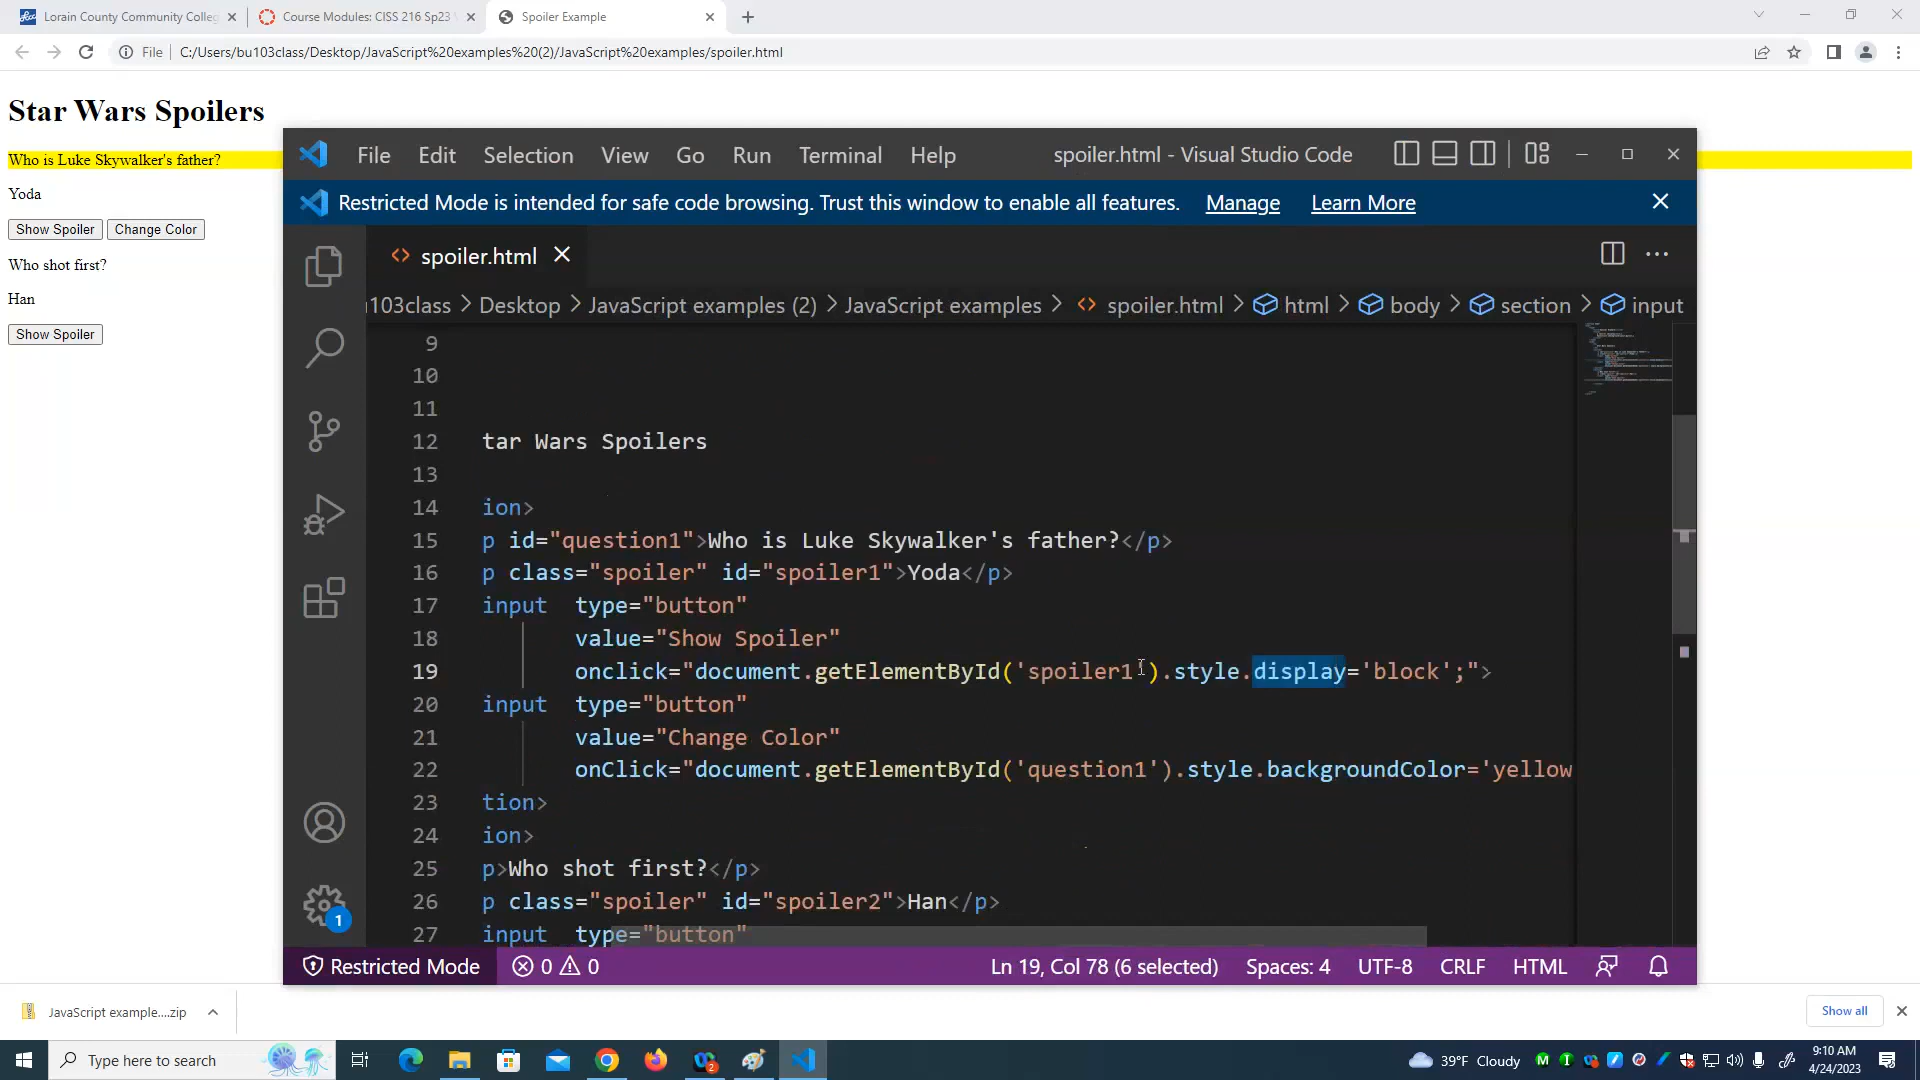 Lorain County Community Colleg
Course Modules: CISS 216 Sp23
Spoiler Example
File
C:/Users/bu103class/Desktop/JavaScript%20examples%20(2)/JavaScript%20examples/spoiler.html
Star Wars Spoilers
Who is Luke Skywalker's father?
Yoda
Show Spoiler
Change Color
Who shot first?
Han
Show Spoiler
File Edit Selection View Go Run Terminal Help
spoiler.html - Visual Studio Code
Restricted Mode is intended for safe code browsing. Trust this window to enable all features. Manage Learn More
spoiler.html
103class > Desktop > JavaScript examples (2) > JavaScript examples > spoiler.html > html > body > section > input
9
10
11
12 tar Wars Spoilers
13
14 ion>
15 p id="question1">Who is Luke Skywalker's father?</p>
16 p class="spoiler" id="spoiler1">Yoda</p>
17 input type="button"
18 value="Show Spoiler"
19 onclick="document.getElementById('spoiler1').style.display='block';">
20 input type="button"
21 value="Change Color"
22 onClick="document.getElementById('question1').style.backgroundColor='yellow
23 tion>
24 ion>
25 p>Who shot first?</p>
26 p class="spoiler" id="spoiler2">Han</p>
27 input type="button"
1
Restricted Mode 0 0 Ln 19, Col 78 (6 selected) Spaces: 4 UTF-8 CRLF HTML
JavaScript example....zip
Show all
Type here to search
2
39°F Cloudy
9:10 AM
4/24/2023